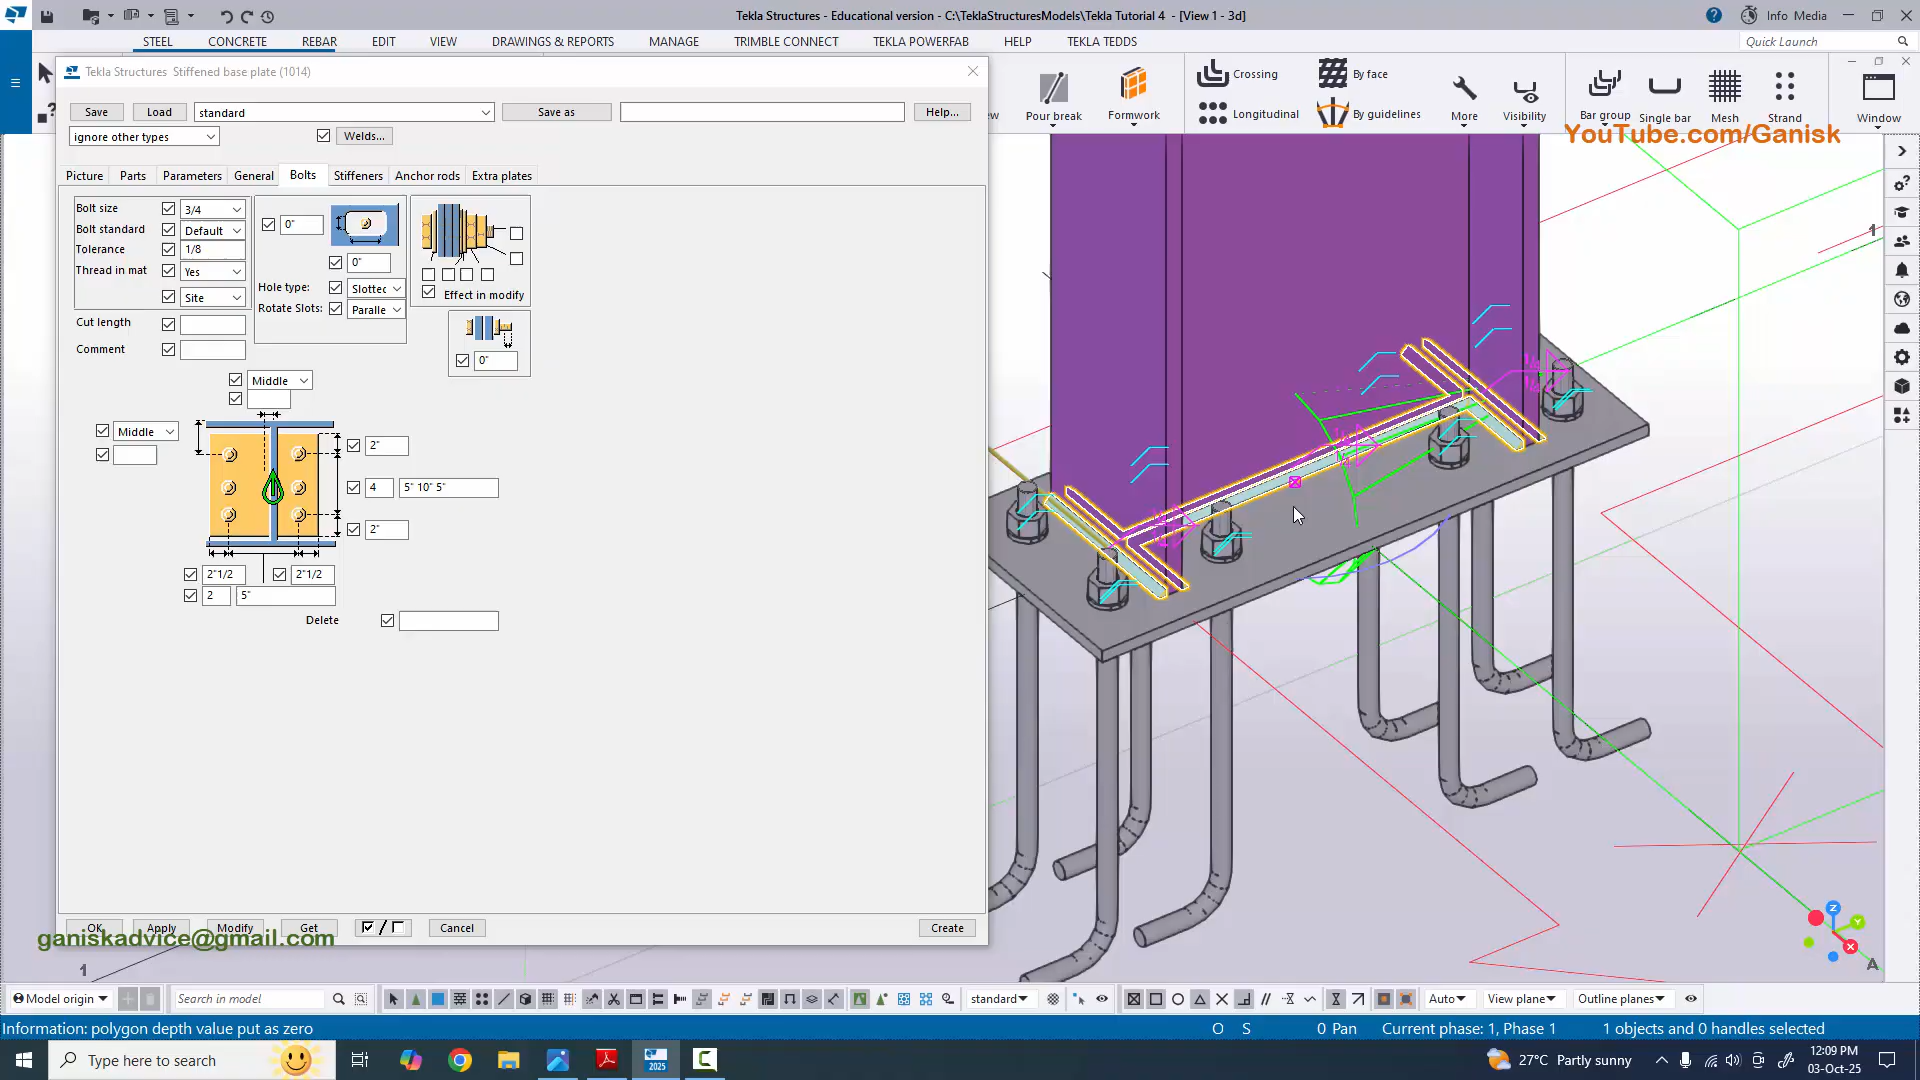 Tekla Structures - Educational version - C:\TeklaStructuresModels\Tekla Tutorial 4 - [View 1 - 3d]
Info Media
STEEL CONCRETE REBAR EDIT VIEW DRAWINGS & REPORTS MANAGE TRIMBLE CONNECT TEKLA POWERFAB HELP TEKLA TEDDS
Quick Launch
Tekla Structures Stiffened base plate (1014)
Save Load standard Save as Help...
ignore other types Welds...
Picture Parts Parameters General Bolts Stiffeners Anchor rods Extra plates
Bolt size 3/4
Bolt standard Default
Tolerance 1/8
Thread in mat Yes
Site
Cut length
Comment
0"
0"
Hole type: Slotted
Rotate Slots: Paralle
Effect in modify
0"
Middle
Middle
2"
4 5" 10" 5"
2"
2"1/2 2"1/2
2 5"
Delete
OK Apply Modify Get / Cancel Create
ganiskadvice@gmail.com
Pour break Formwork
Crossing
Longitudinal
By face
By guidelines
More Visibility Bar group Single bar Mesh Strand Window
YouTube.com/Ganisk
1
1
Z
Y
X
A
Model origin Search in model standard Auto View plane Outline planes
Information: polygon depth value put as zero O S 0 Pan Current phase: 1, Phase 1 1 objects and 0 handles selected
Type here to search
2025
27°C Partly sunny
12:09 PM
03-Oct-25